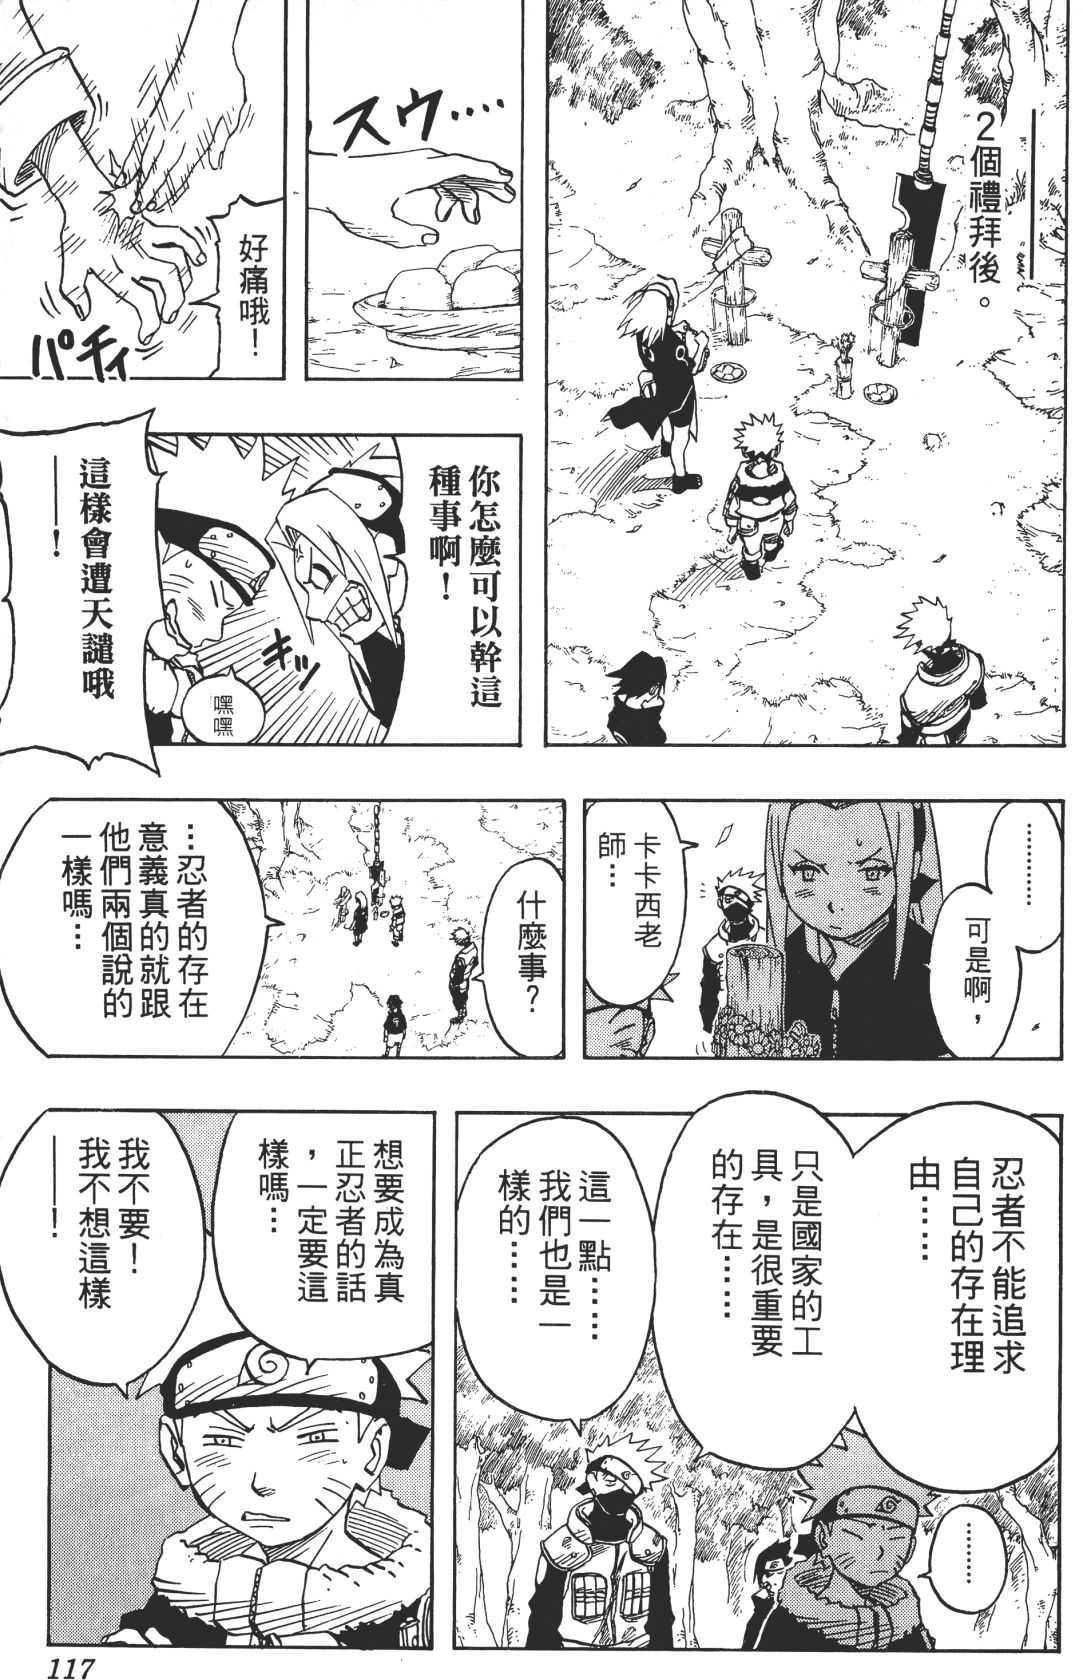 2個禮拜後。
スウ‥‥
好痛哦!
パチィ
你怎麼可以幹這
種事啊!
キッ
嘿嘿
這樣會遭天譴哦
——!
………
可是啊,
卡卡西老
師…
什麼事?
…忍者的存在
意義真的就跟
他們兩個說的
一樣嗎…
忍者不能追求
自己的存在理
由……
只是國家的工
具,是很重要
的存在……
這一點……
我們也是一
樣的……
………
想要成為真
正忍者的話
,一定要這
樣嗎…
我不要!
我不想這樣
——!
117